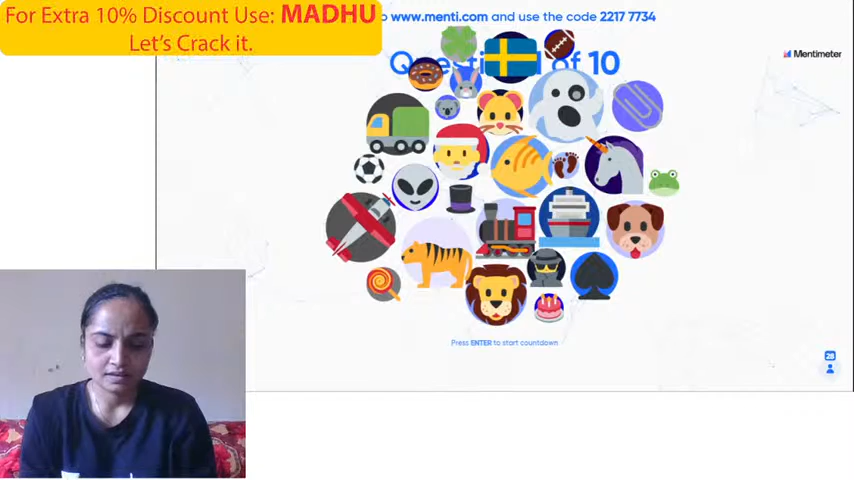 For Extra 10% Discount Use: MADHU
Let's Crack it.
www.menti.com and use the code 2217 7734
of 10
Mentimeter
Press ENTER to start countdown
28